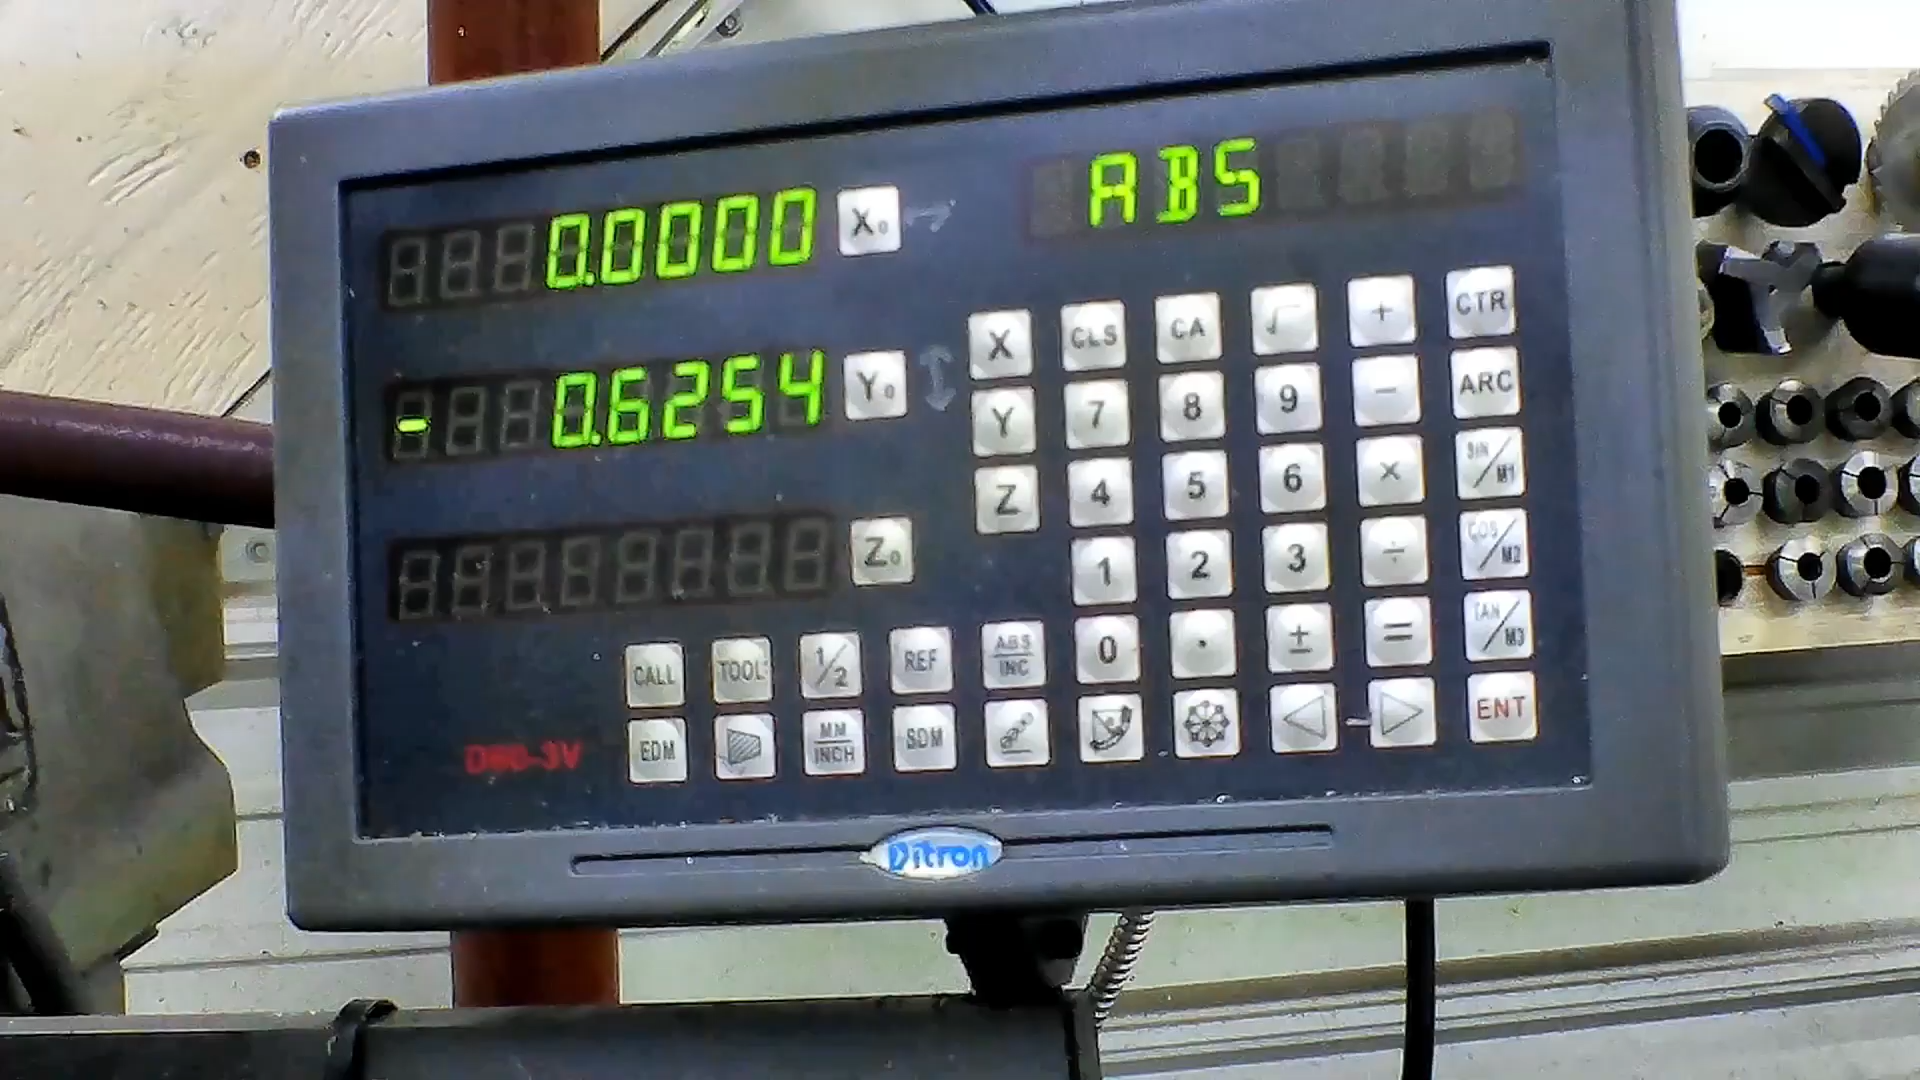 0.0000 X₀ ABS
- 0.6254 Y₀
Z₀
X CLS CA √ + CTR
Y 7 8 9 − ARC
Z 4 5 6 × SIN/M1
1 2 3 ÷ COS/M2
CALL TOOL 1/2 REF ABS/INC 0 . ± = TAN/M3
EDM MM/INCH SDM ENT
Ditron